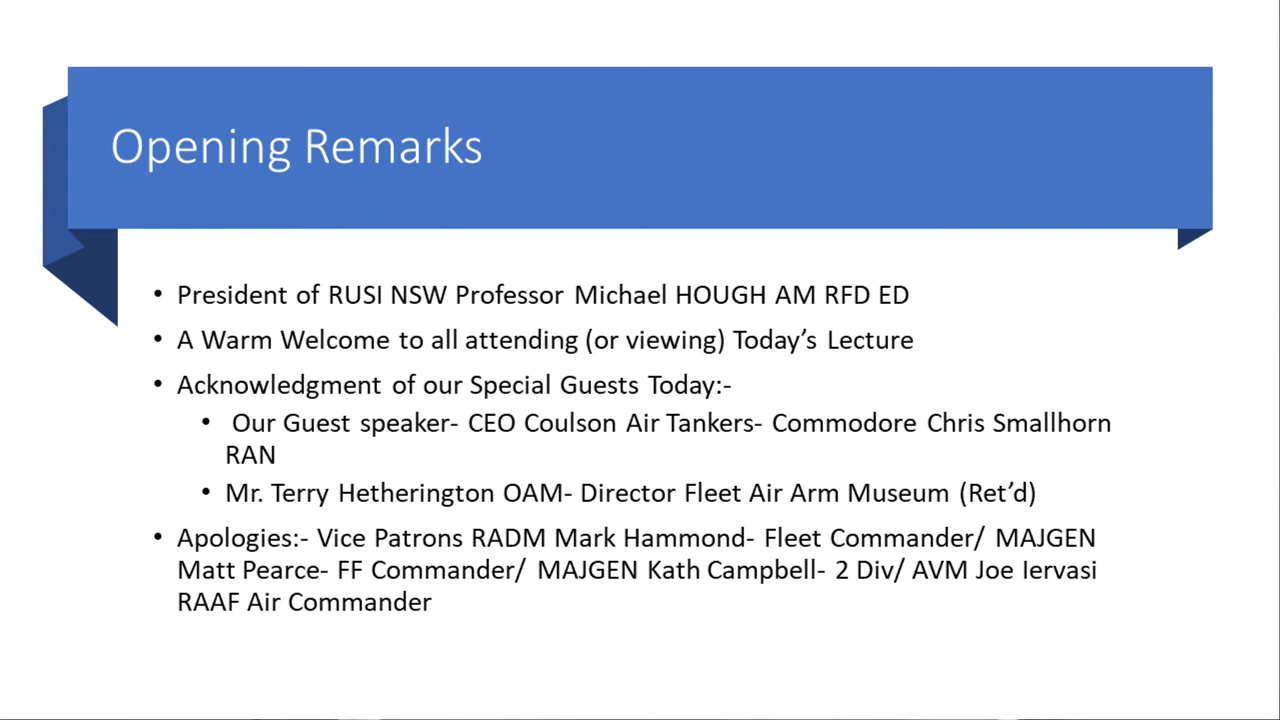 Opening Remarks
• President of RUSI NSW Professor Michael HOUGH AM RFD ED
• A Warm Welcome to all attending (or viewing) Today’s Lecture
• Acknowledgment of our Special Guests Today:-
• Our Guest speaker- CEO Coulson Air Tankers- Commodore Chris Smallhorn
RAN
• Mr. Terry Hetherington OAM- Director Fleet Air Arm Museum (Ret’d)
• Apologies:- Vice Patrons RADM Mark Hammond- Fleet Commander/ MAJGEN
Matt Pearce- FF Commander/ MAJGEN Kath Campbell- 2 Div/ AVM Joe Iervasi
RAAF Air Commander